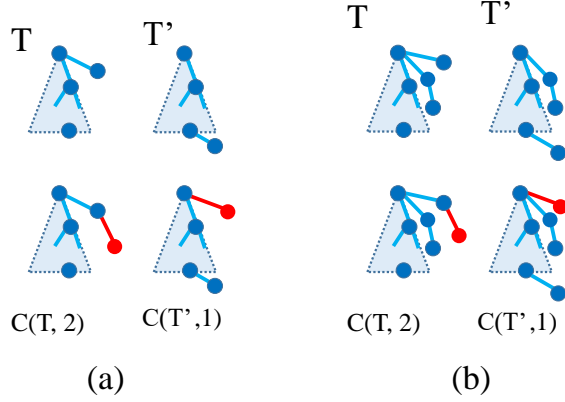 T T’
T T’
C(T, 2) C(T’,1)
C(T, 2) C(T’,1)
(a) (b)